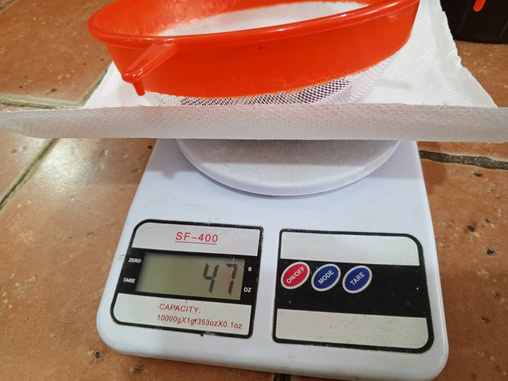 SF-400
ZERO
TARE
47
g
OZ
CAPACITY:
10000gX1g/353ozX0.1oz
ON/OFF
MODE
TARE